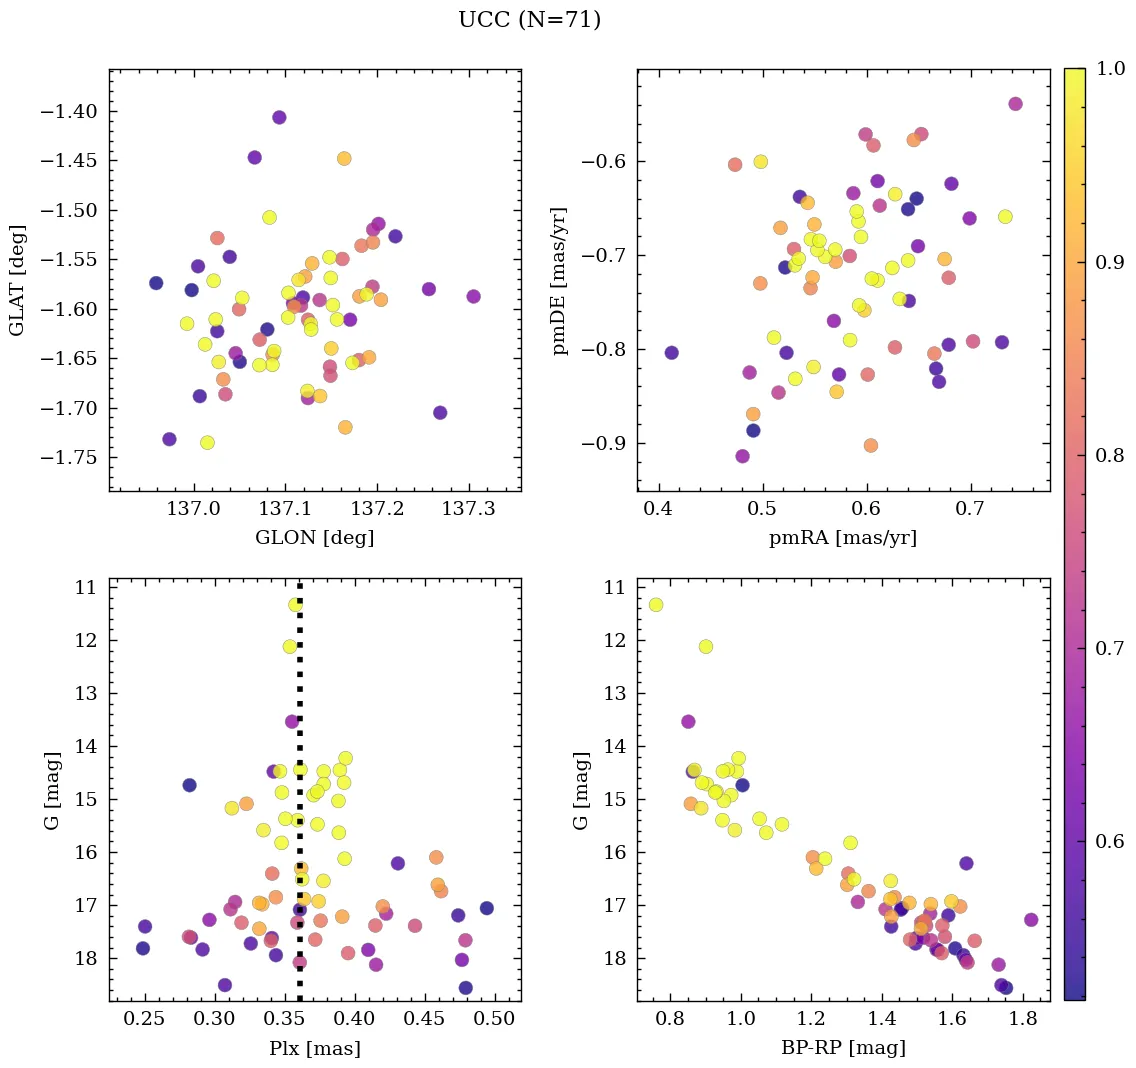 UCC (N=71)
−1.40
−1.45
−1.50
−1.55
−1.60
−1.65
−1.70
−1.75
GLAT [deg]
137.0 137.1 137.2 137.3
GLON [deg]
−0.6
−0.7
−0.8
−0.9
pmDE [mas/yr]
0.4 0.5 0.6 0.7
pmRA [mas/yr]
1.0
0.9
0.8
0.7
0.6
11
12
13
14
15
16
17
18
G [mag]
0.25 0.30 0.35 0.40 0.45 0.50
Plx [mas]
11
12
13
14
15
16
17
18
G [mag]
0.8 1.0 1.2 1.4 1.6 1.8
BP-RP [mag]